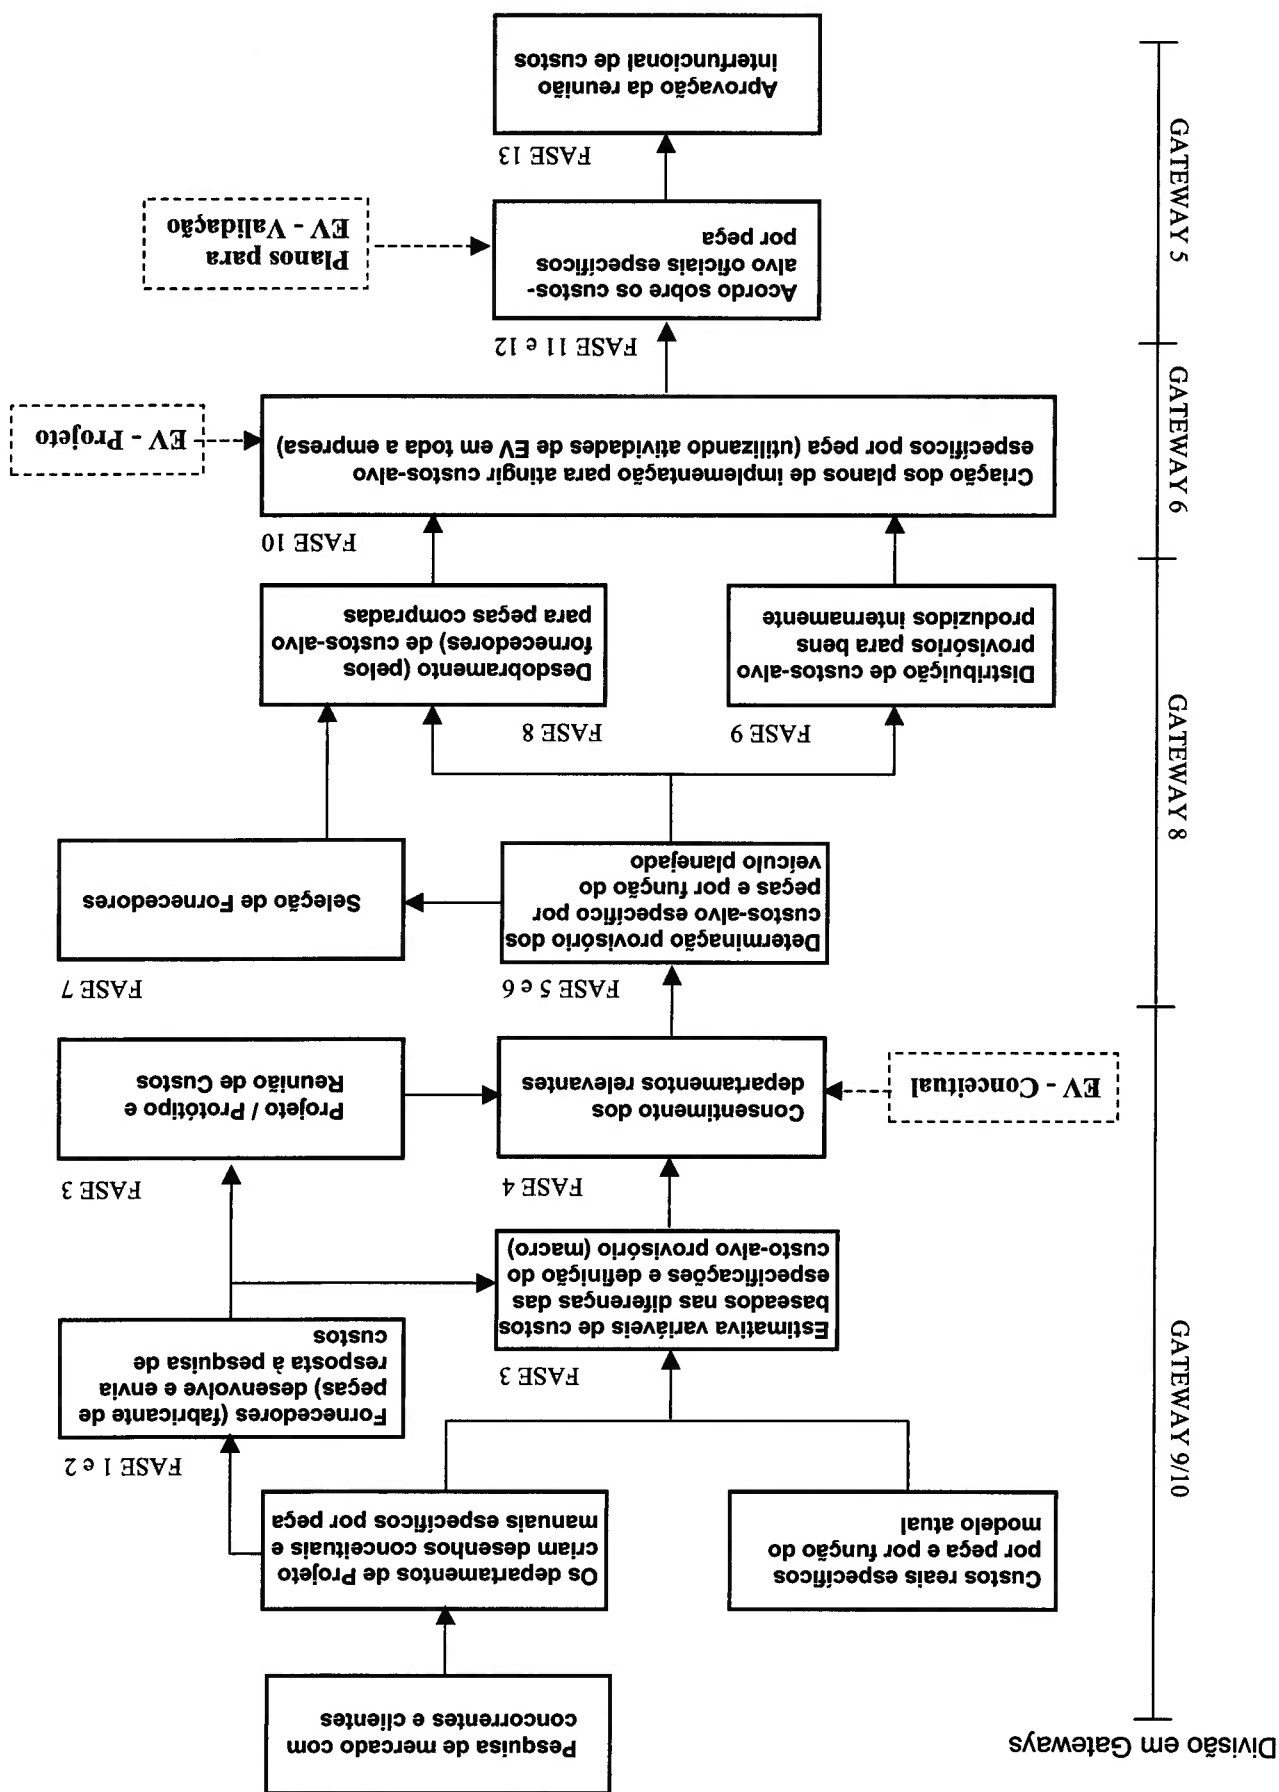 Divisão em Gateways
Pesquisa de mercado com
concorrentes e clientes
GATEWAY 9/10
Custos reais específicos
por peça e por função do
modelo atual
Os departamentos de Projeto
criam desenhos conceituais e
manuais específicos por peça
FASE 1 e 2
Fornecedores (fabricante de
peças) desenvolve e envia
resposta à pesquisa de
custos
FASE 3
Estimativa variáveis de custos
baseados nas diferenças das
especificações e definição do
custo-alvo provisório (macro)
FASE 4
FASE 3
EV - Conceitual
Consentimento dos
departamentos relevantes
Projeto / Protótipo e
Reunião de Custos
GATEWAY 8
FASE 5 e 6
FASE 7
Determinação provisório dos
custos-alvo específico por
peças e por função do
veículo planejado
Seleção de Fornecedores
FASE 9
FASE 8
Distribuição de custos-alvo
provisórios para bens
produzidos internamente
Desdobramento (pelos
fornecedores) de custos-alvo
para peças compradas
GATEWAY 6
FASE 10
Criação dos planos de implementação para atingir custos-alvo
específicos por peça (utilizando atividades de EV em toda a empresa)
EV - Projeto
GATEWAY 5
FASE 11 e 12
Acordo sobre os custos-
alvo oficiais específicos
por peça
Planos para
EV - Validação
FASE 13
Aprovação da reunião
interfuncional de custos